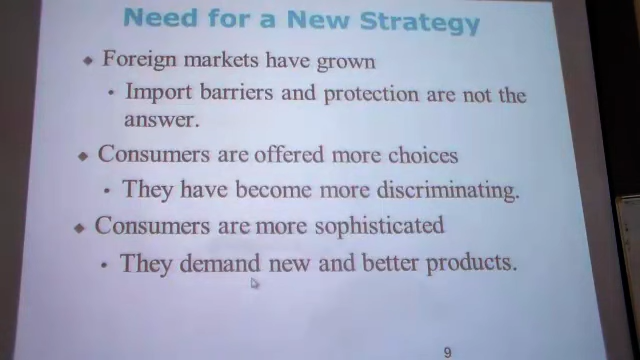 Need for a New Strategy
◆ Foreign markets have grown
• Import barriers and protection are not the
answer.
◆ Consumers are offered more choices
• They have become more discriminating.
◆ Consumers are more sophisticated
• They demand new and better products.
9